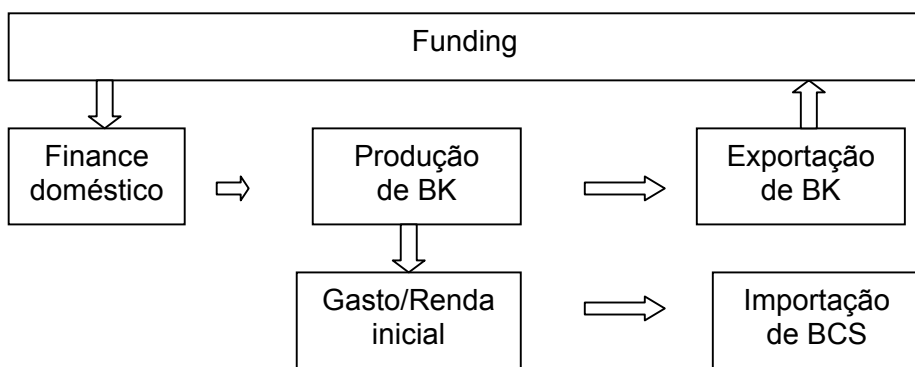 Funding
Finance
doméstico
Produção
de BK
Exportação
de BK
Gasto/Renda
inicial
Importação
de BCS